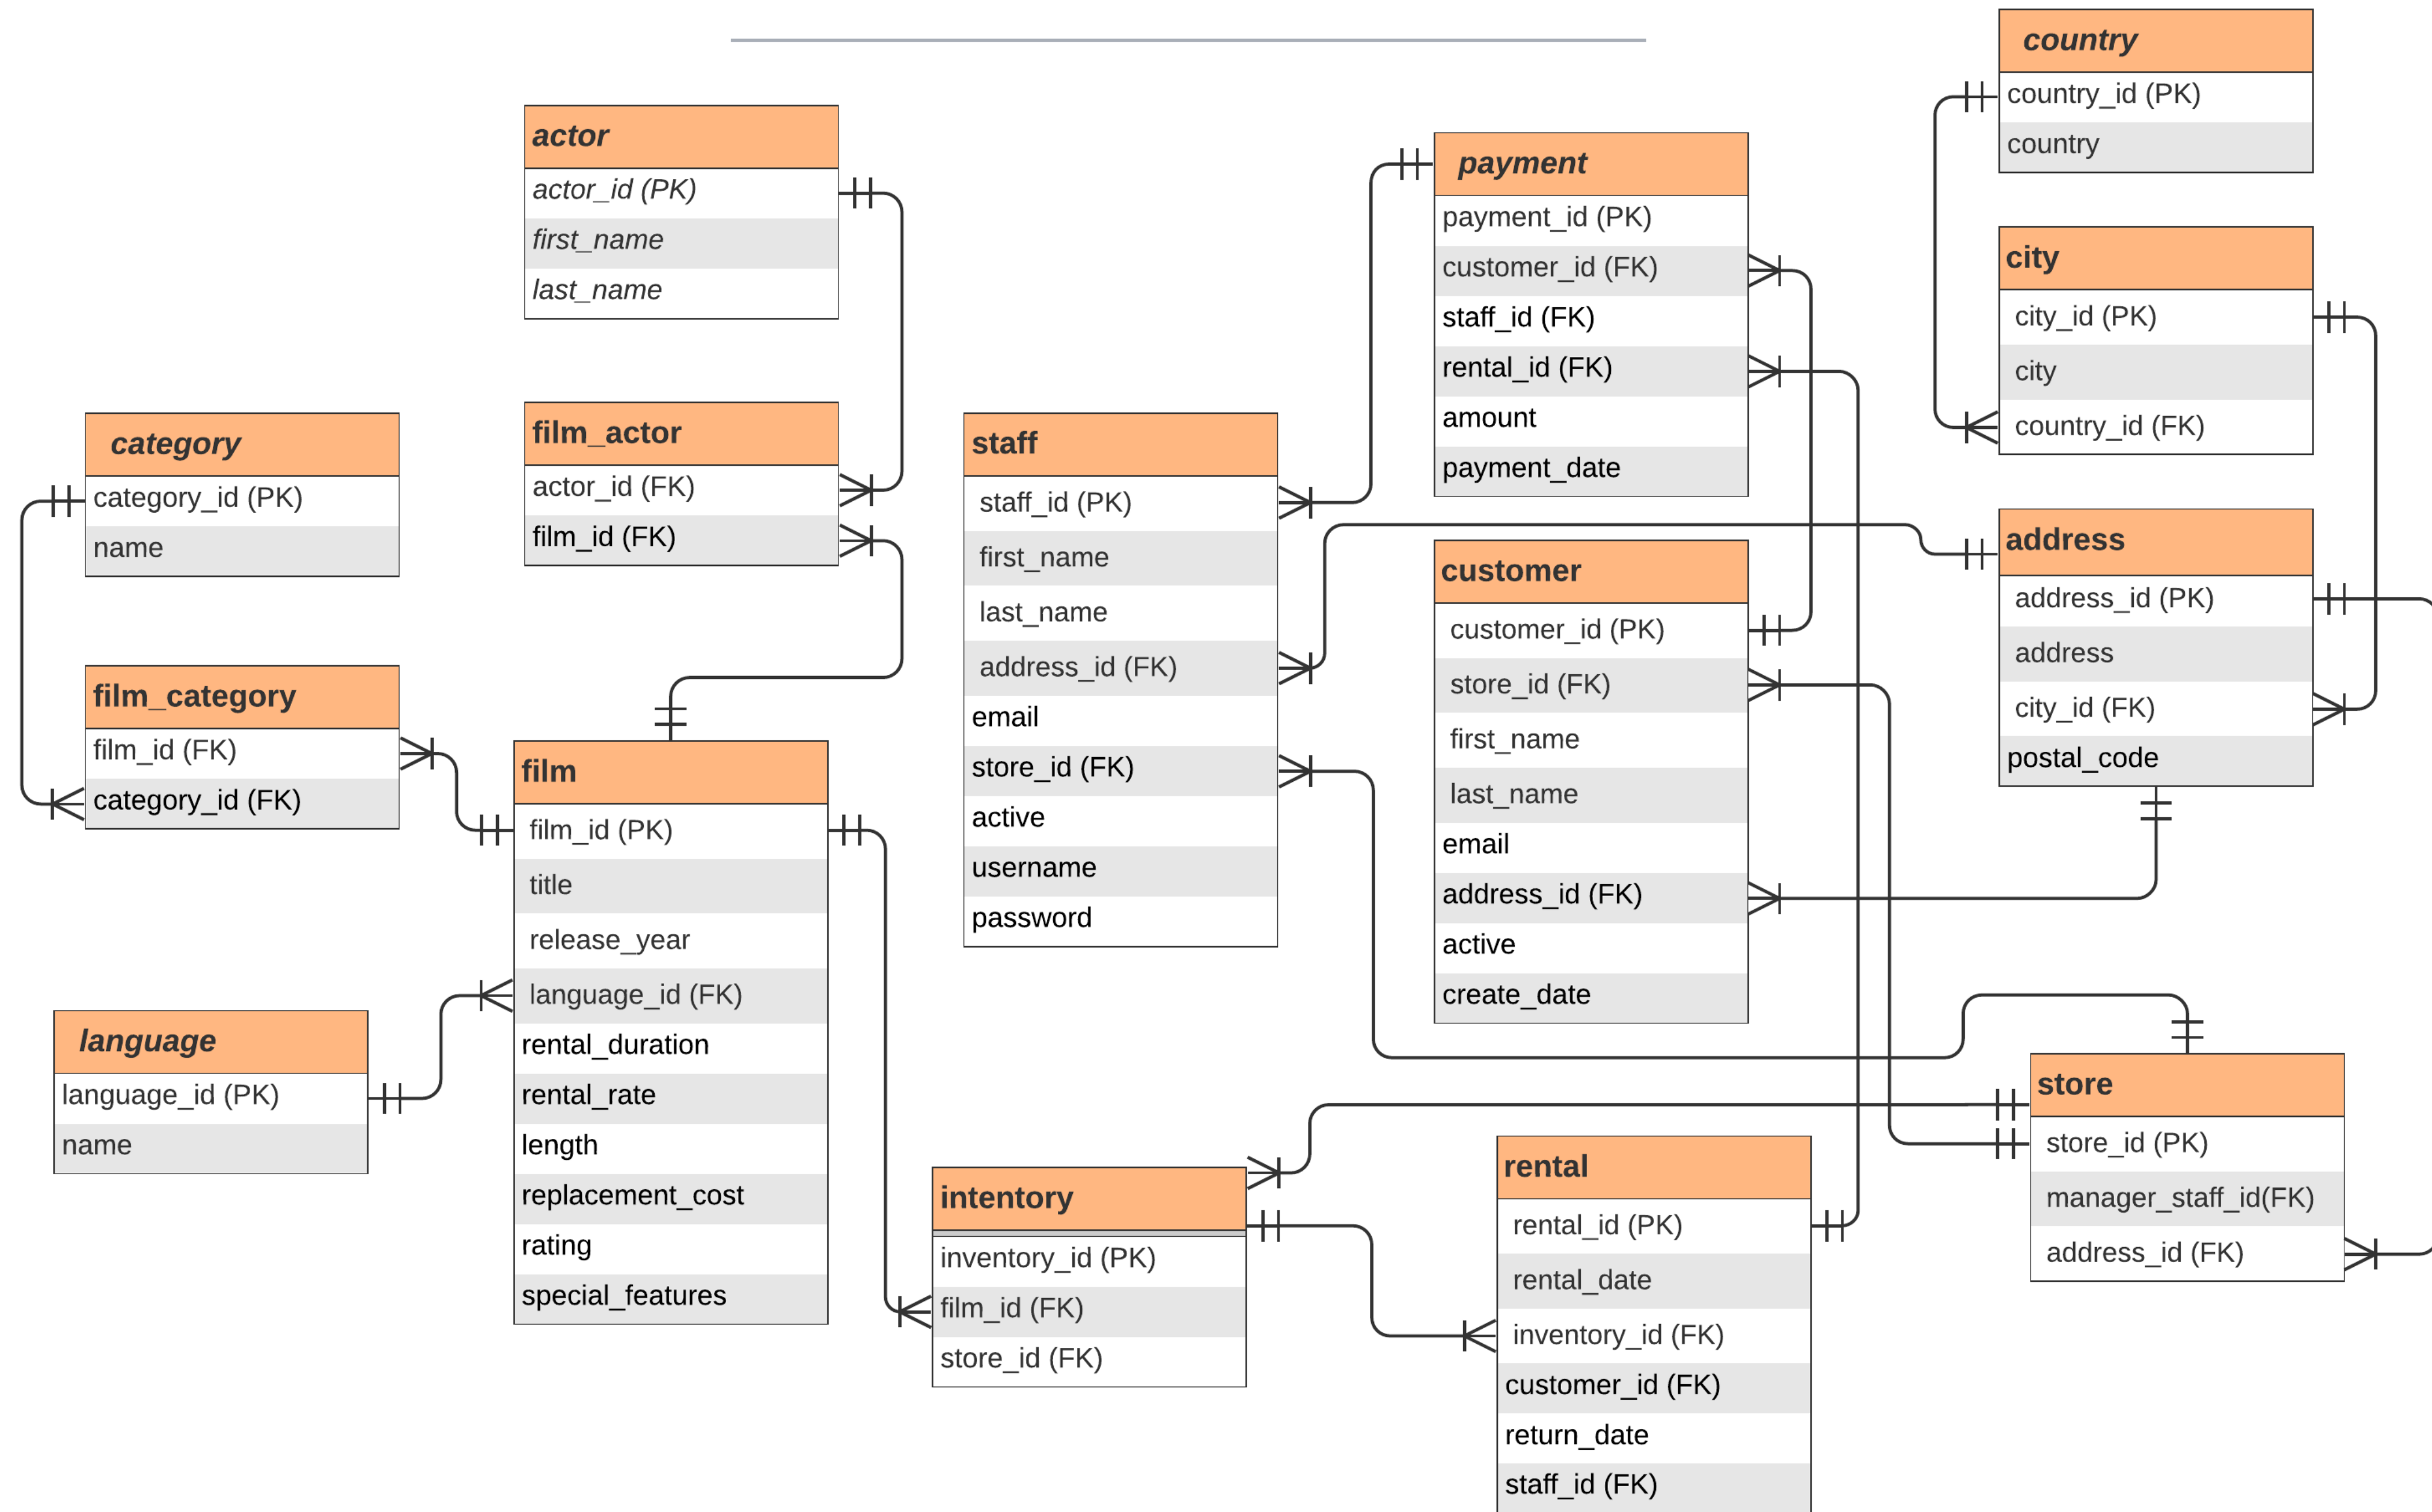 country
country_id (PK)
country
actor
actor_id (PK)
first_name
last_name
payment
payment_id (PK)
customer_id (FK)
staff_id (FK)
rental_id (FK)
amount
payment_date
city
city_id (PK)
city
country_id (FK)
category
category_id (PK)
name
film_actor
actor_id (FK)
film_id (FK)
staff
staff_id (PK)
first_name
last_name
address_id (FK)
email
store_id (FK)
active
username
password
customer
customer_id (PK)
store_id (FK)
first_name
last_name
email
address_id (FK)
active
create_date
address
address_id (PK)
address
city_id (FK)
postal_code
film_category
film_id (FK)
category_id (FK)
film
film_id (PK)
title
release_year
language_id (FK)
rental_duration
rental_rate
length
replacement_cost
rating
special_features
language
language_id (PK)
name
intentory
inventory_id (PK)
film_id (FK)
store_id (FK)
rental
rental_id (PK)
rental_date
inventory_id (FK)
customer_id (FK)
return_date
staff_id (FK)
store
store_id (PK)
manager_staff_id(FK)
address_id (FK)